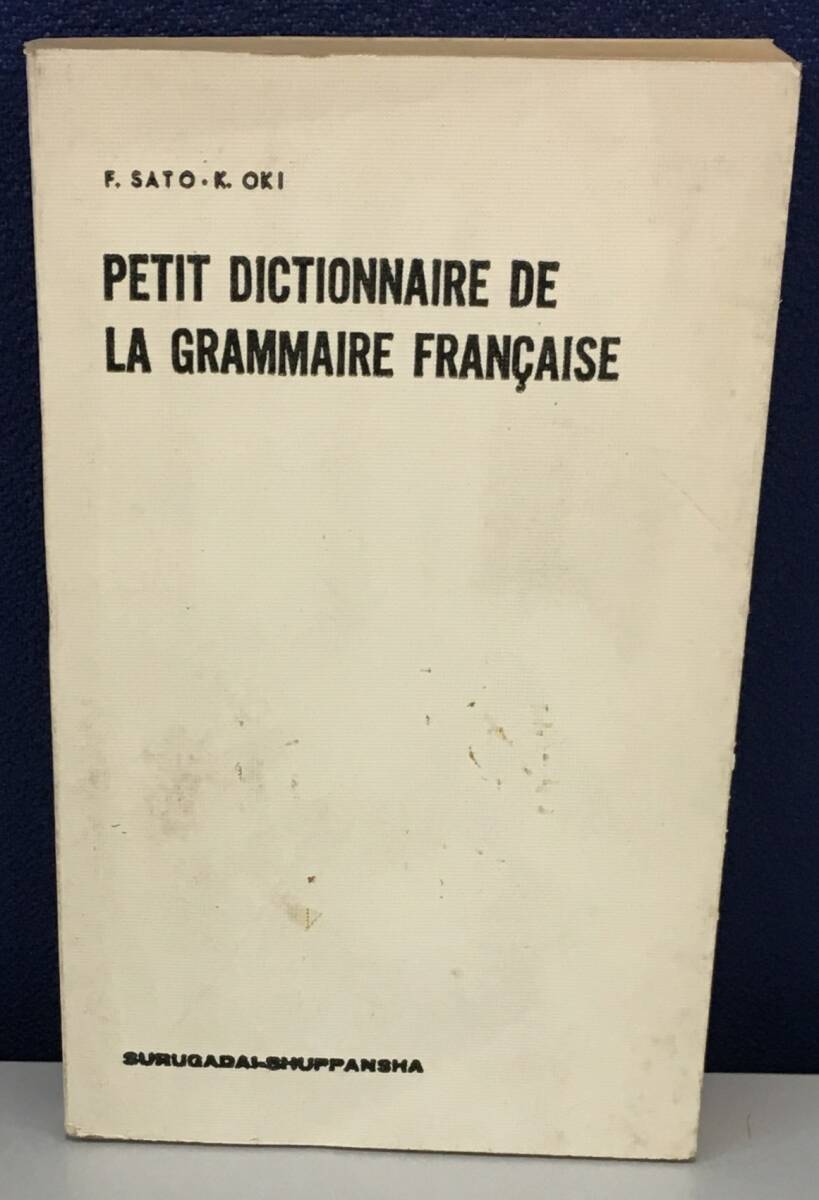 F. SATO・K. OKI
PETIT DICTIONNAIRE DE
LA GRAMMAIRE FRANÇAISE
SURUGADAI-SHUPPANSHA